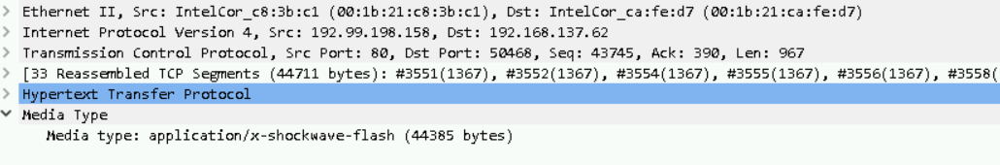 Ethernet II, Src: IntelCor_c8:3b:c1 (00:1b:21:c8:3b:c1), Dst: IntelCor_ca:fe:d7 (00:1b:21:ca:fe:d7)
Internet Protocol Version 4, Src: 192.99.198.158, Dst: 192.168.137.62
Transmission Control Protocol, Src Port: 80, Dst Port: 50468, Seq: 43745, Ack: 390, Len: 967
[33 Reassembled TCP Segments (44711 bytes): #3551(1367), #3552(1367), #3554(1367), #3555(1367), #3556(1367), #3558(
Hypertext Transfer Protocol
Media Type
Media type: application/x-shockwave-flash (44385 bytes)